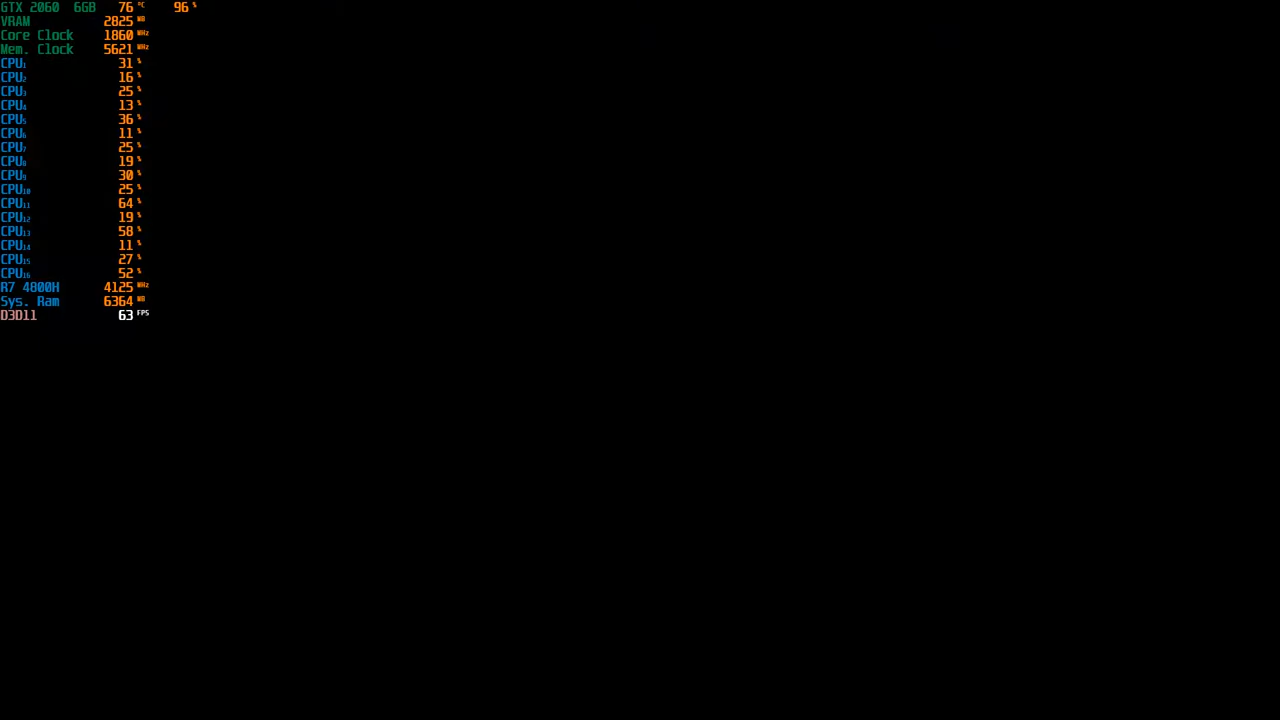 GTX 2060 6GB 76 °C 96 %
VRAM 2825 MB
Core Clock 1860 MHz
Mem. Clock 5621 MHz
CPU1 31 %
CPU2 16 %
CPU3 25 %
CPU4 13 %
CPU5 36 %
CPU6 11 %
CPU7 25 %
CPU8 19 %
CPU9 30 %
CPU10 25 %
CPU11 64 %
CPU12 19 %
CPU13 58 %
CPU14 11 %
CPU15 27 %
CPU16 52 %
R7 4800H 4125 MHz
Sys. Ram 6364 MB
D3D11 63 FPS